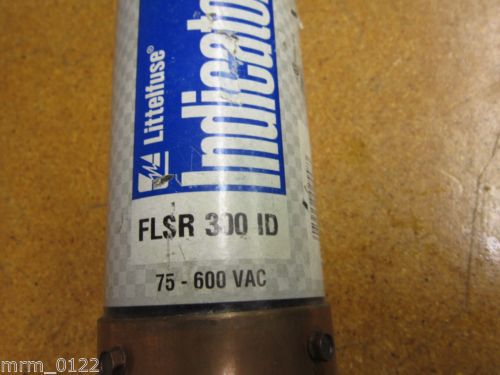 Littelfuse®
Indicator
FLSR 300 ID
75 - 600 VAC
mrm_0122